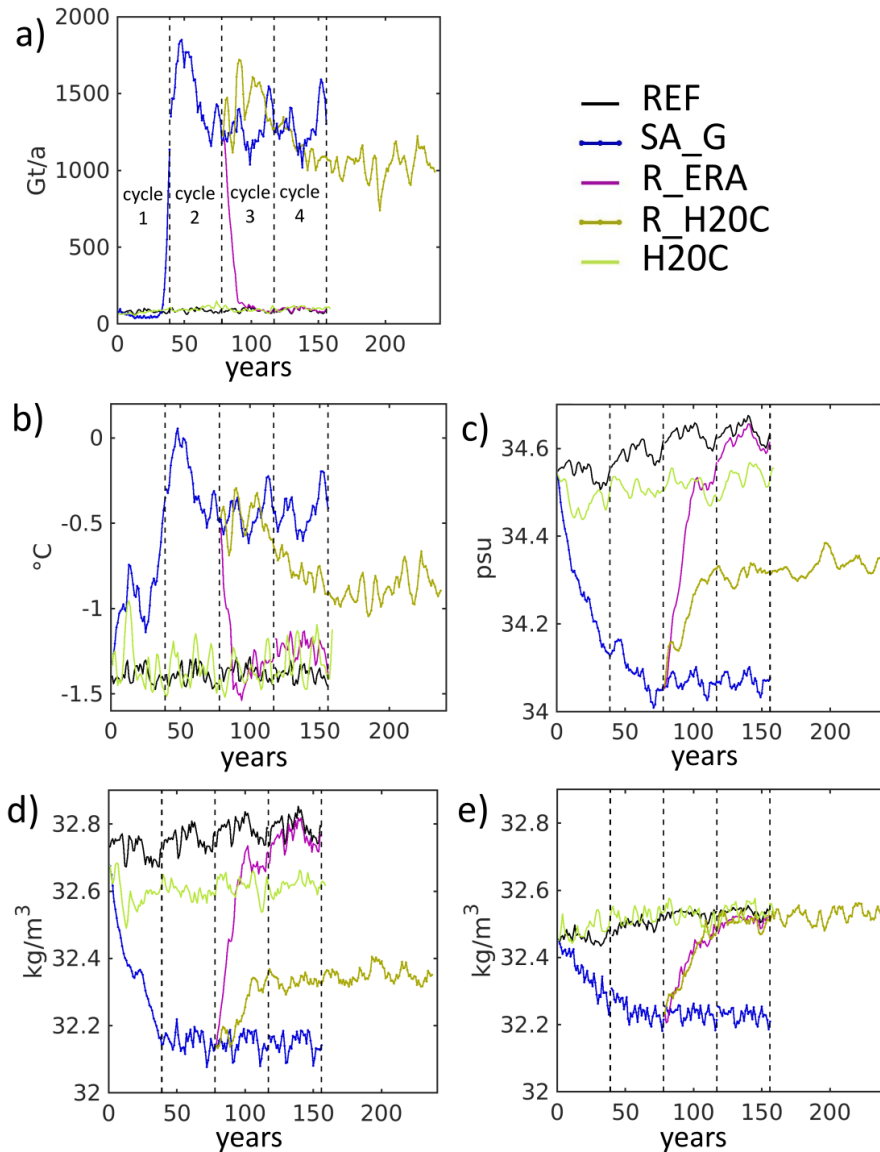 a)
2000
1500
1000
500
0
Gt/a
cycle 1
cycle 2
cycle 3
cycle 4
0 50 100 150 200
years
REF
SA_G
R_ERA
R_H20C
H20C
b)
0
-0.5
-1
-1.5
°C
0 50 100 150 200
years
c)
34.6
34.4
34.2
34
psu
0 50 100 150 200
years
d)
32.8
32.6
32.4
32.2
32
kg/m³
0 50 100 150 200
years
e)
32.8
32.6
32.4
32.2
32
kg/m³
0 50 100 150 200
years